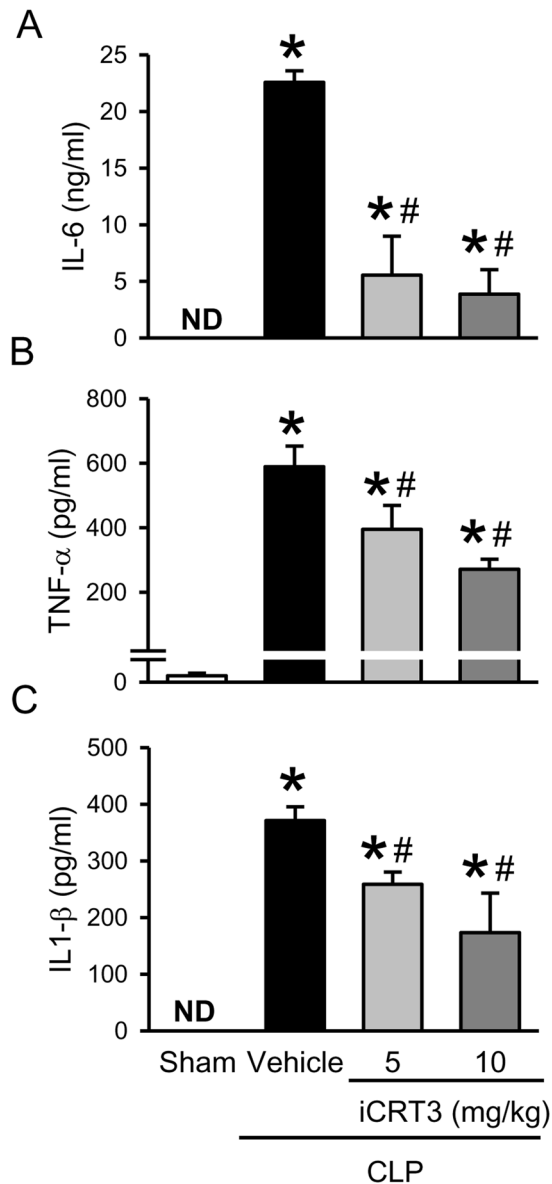 A
IL-6 (ng/ml)
25
20
15
10
5
0
*
* #
* #
ND
B
TNF-α (pg/ml)
800
600
400
200
0
*
* #
* #
C
IL1-β (pg/ml)
500
400
300
200
100
0
*
* #
* #
ND
Sham Vehicle 5 10
iCRT3 (mg/kg)
CLP